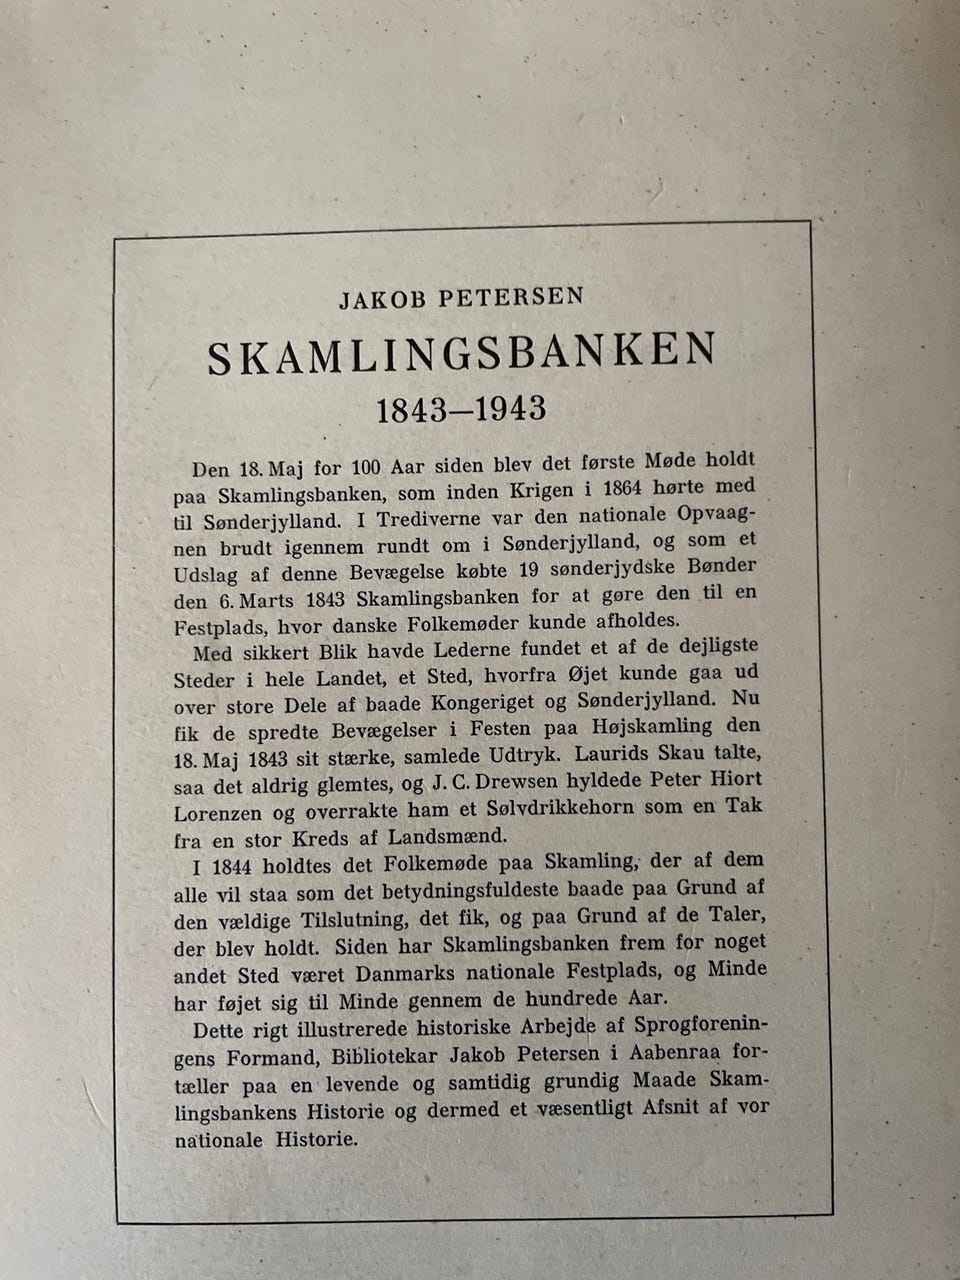 JAKOB PETERSEN
SKAMLINGSBANKEN
1843—1943
Den 18. Maj for 100 Aar siden blev det første Møde holdt
paa Skamlingsbanken, som inden Krigen i 1864 hørte med
til Sønderjylland. I Trediverne var den nationale Opvaag-
nen brudt igennem rundt om i Sønderjylland, og som et
Udslag af denne Bevægelse købte 19 sønderjydske Bønder
den 6. Marts 1843 Skamlingsbanken for at gøre den til en
Festplads, hvor danske Folkemøder kunde afholdes.
Med sikkert Blik havde Lederne fundet et af de dejligste
Steder i hele Landet, et Sted, hvorfra Øjet kunde gaa ud
over store Dele af baade Kongeriget og Sønderjylland. Nu
fik de spredte Bevægelser i Festen paa Højskamling den
18. Maj 1843 sit stærke, samlede Udtryk. Laurids Skau talte,
saa det aldrig glemtes, og J. C. Drewsen hyldede Peter Hiort
Lorenzen og overrakte ham et Sølvdrikkehorn som en Tak
fra en stor Kreds af Landsmænd.
I 1844 holdtes det Folkemøde paa Skamling, der af dem
alle vil staa som det betydningsfuldeste baade paa Grund af
den vældige Tilslutning, det fik, og paa Grund af de Taler,
der blev holdt. Siden har Skamlingsbanken frem for noget
andet Sted været Danmarks nationale Festplads, og Minde
har føjet sig til Minde gennem de hundrede Aar.
Dette rigt illustrerede historiske Arbejde af Sprogforenin-
gens Formand, Bibliotekar Jakob Petersen i Aabenraa for-
tæller paa en levende og samtidig grundig Maade Skam-
lingsbankens Historie og dermed et væsentligt Afsnit af vor
nationale Historie.